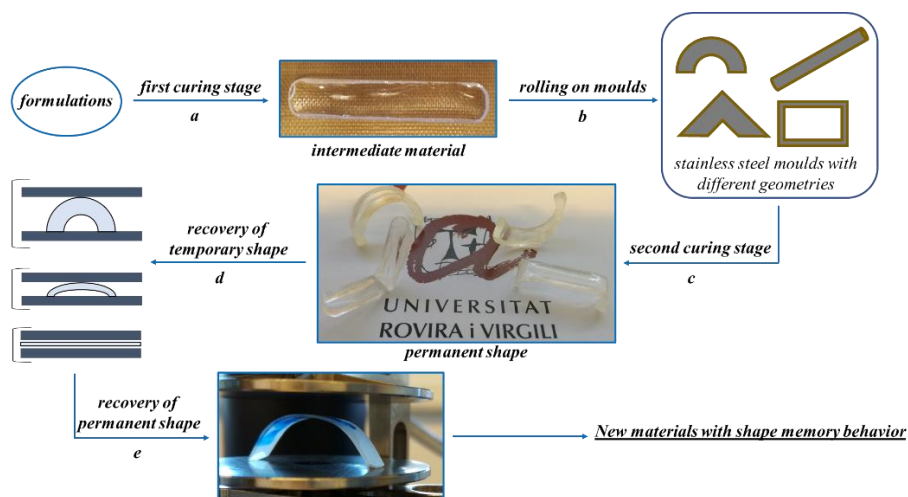 formulations
first curing stage
a
intermediate material
rolling on moulds
b
stainless steel moulds with
different geometries
second curing stage
c
UNIVERSITAT
ROVIRA i VIRGILI
permanent shape
recovery of
temporary shape
d
recovery of
permanent shape
e
New materials with shape memory behavior